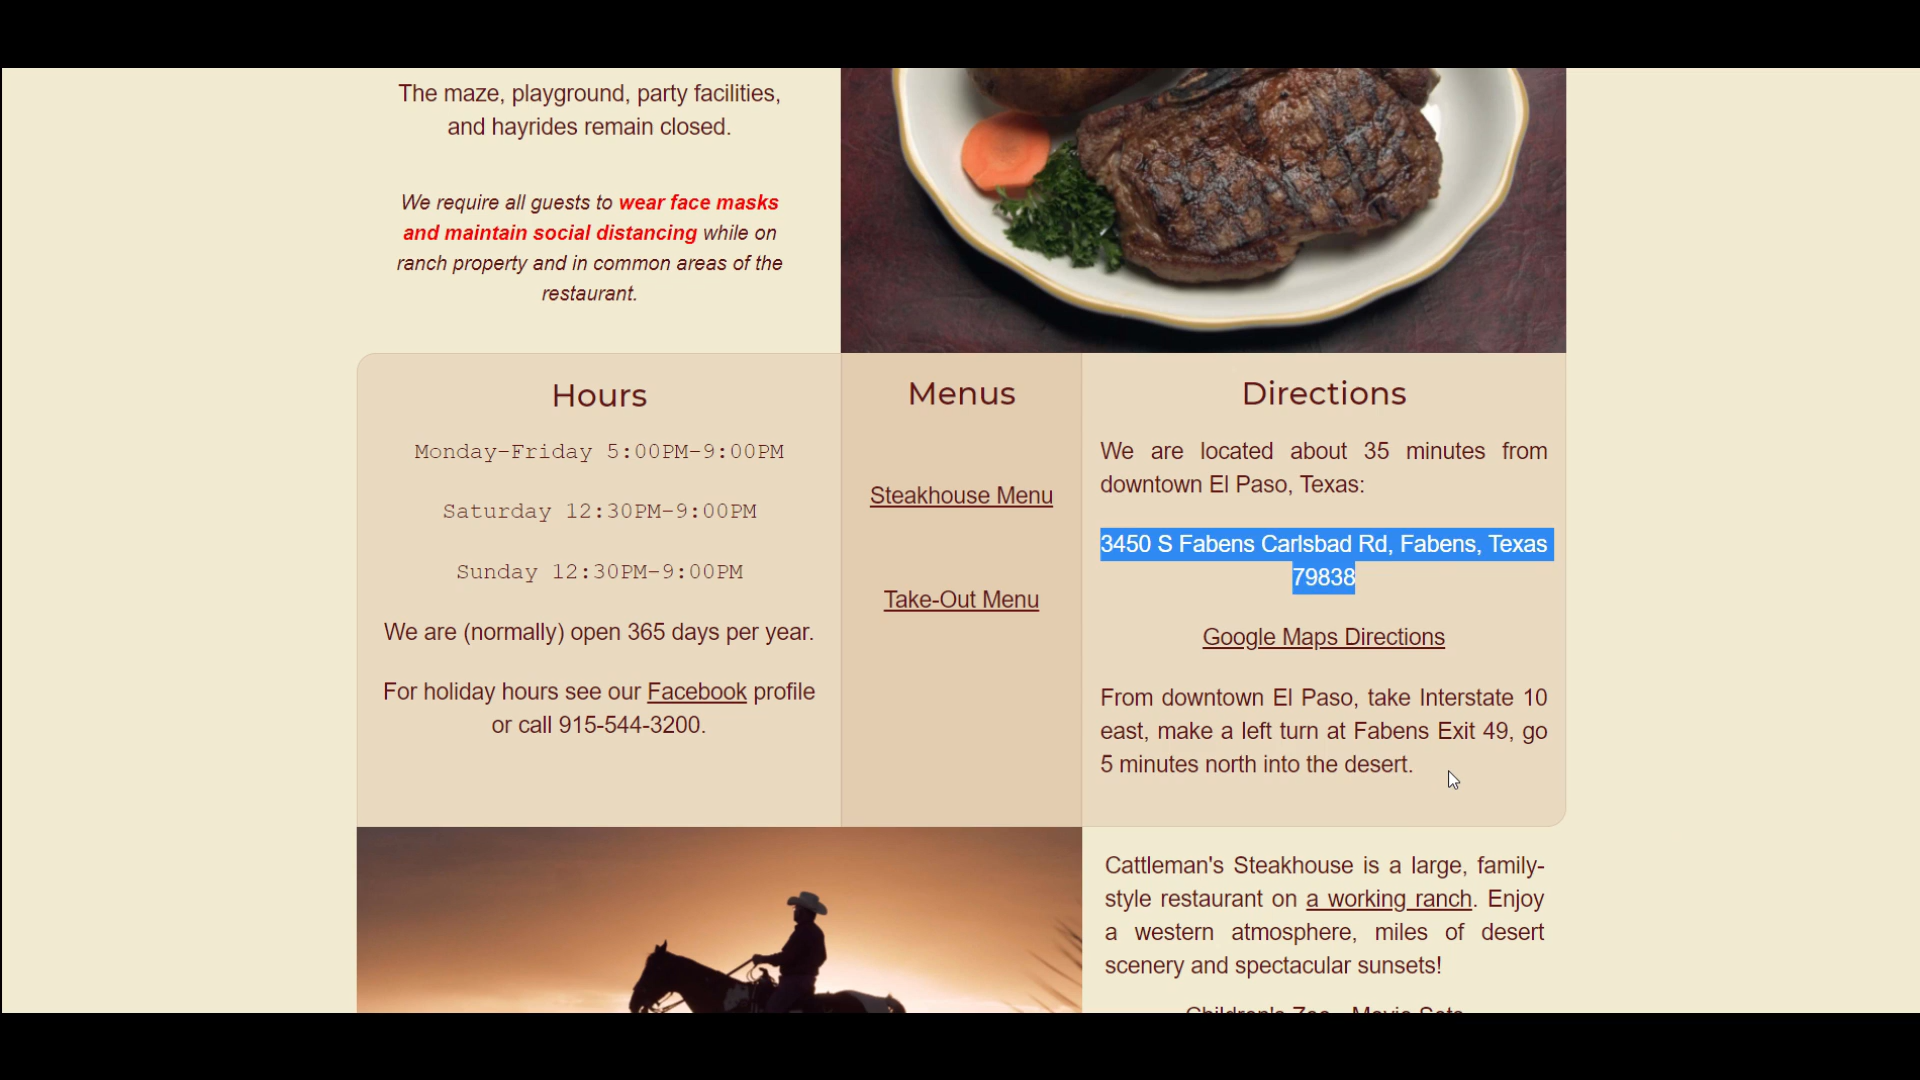 The maze, playground, party facilities,
and hayrides remain closed.
We require all guests to wear face masks
and maintain social distancing while on
ranch property and in common areas of the
restaurant.
Hours
Monday-Friday 5:00PM-9:00PM
Saturday 12:30PM-9:00PM
Sunday 12:30PM-9:00PM
We are (normally) open 365 days per year.
For holiday hours see our Facebook profile
or call 915-544-3200.
Menus
Steakhouse Menu
Take-Out Menu
Directions
We are located about 35 minutes from
downtown El Paso, Texas:
3450 S Fabens Carlsbad Rd, Fabens, Texas
79838
Google Maps Directions
From downtown El Paso, take Interstate 10
east, make a left turn at Fabens Exit 49, go
5 minutes north into the desert.
Cattleman's Steakhouse is a large, family-
style restaurant on a working ranch. Enjoy
a western atmosphere, miles of desert
scenery and spectacular sunsets!
Children's Zoo - Movie Sets